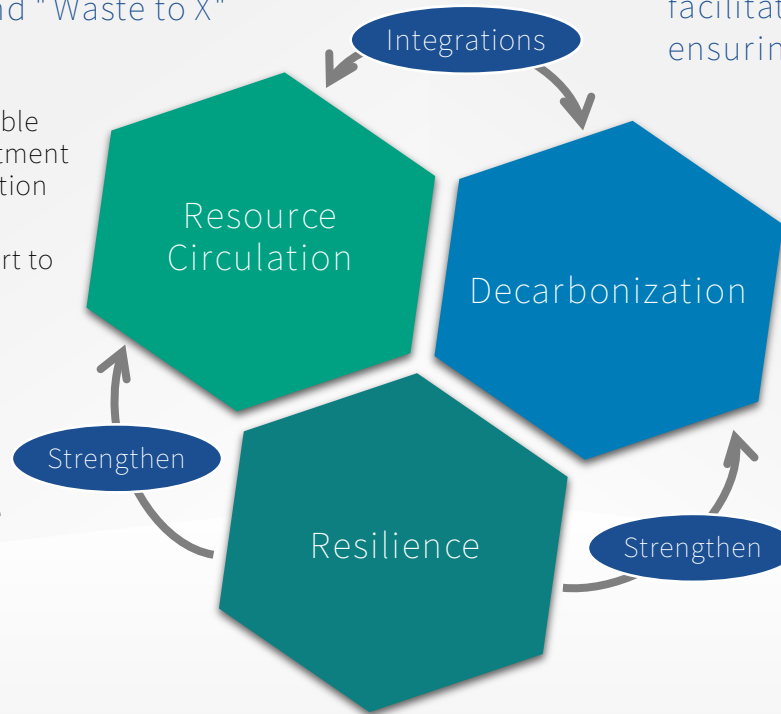 nd "Waste to X"
facilitat
ensurin
Integrations
ble
tment
tion
rt to
Resource
Circulation
Decarbonization
Strengthen
Resilience
Strengthen